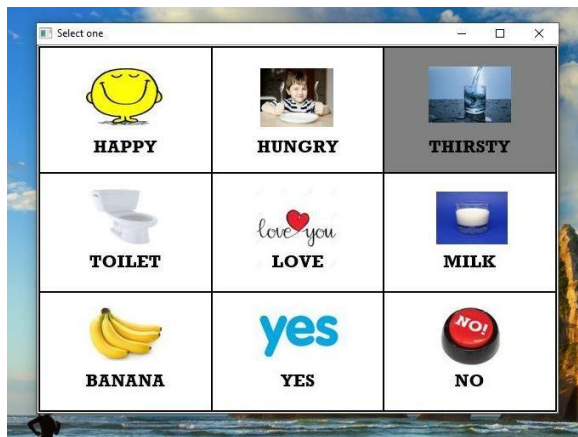 Select one
HAPPY
HUNGRY
THIRSTY
TOILET
love you
LOVE
MILK
BANANA
yes
YES
NO!
NO